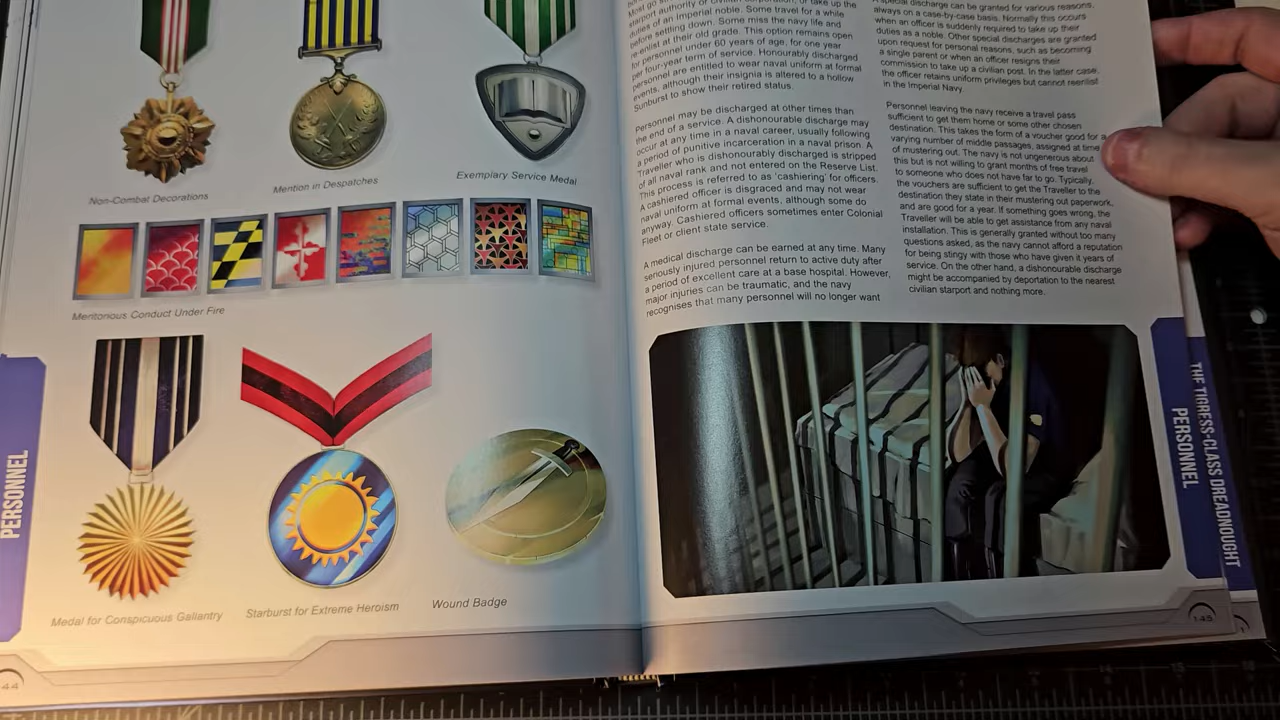 Non-Combat Decorations
Mention in Despatches
Exemplary Service Medal
Meritorious Conduct Under Fire
Medal for Conspicuous Gallantry
Starburst for Extreme Heroism
Wound Badge
PERSONNEL
44
starport authority or civilian corporation, or take up the
duties of an Imperial noble. Some travel for a while
before settling down. Some miss the navy life and
re-enlist at their old grade. This option remains open
for personnel under 60 years of age, for one year
per four-year term of service. Honourably discharged
personnel are entitled to wear naval uniform at formal
events, although their insignia is altered to a hollow
Sunburst to show their retired status.
Personnel may be discharged at other times than
the end of a service. A dishonourable discharge may
occur at any time in a naval career, usually following
a period of punitive incarceration in a naval prison. A
Traveller who is dishonourably discharged is stripped
of all naval rank and not entered on the Reserve List.
This process is referred to as 'cashiering' for officers.
A cashiered officer is disgraced and may not wear
naval uniform at formal events, although some do
anyway. Cashiered officers sometimes enter Colonial
Fleet or client state service.
A medical discharge can be earned at any time. Many
seriously injured personnel return to active duty after
a period of excellent care at a base hospital. However,
major injuries can be traumatic, and the navy
recognises that many personnel will no longer want
A special discharge can be granted for various reasons,
always on a case-by-case basis. Normally this occurs
when an officer is suddenly required to take up their
duties as a noble. Other special discharges are granted
upon request for personal reasons, such as becoming
a single parent or when an officer resigns their
commission to take up a civilian post. In the latter case,
the officer retains uniform privileges but cannot reenlist
in the Imperial Navy.
Personnel leaving the navy receive a travel pass
sufficient to get them home or some other chosen
destination. This takes the form of a voucher good for a
varying number of middle passages, assigned at time
of mustering out. The navy is not ungenerous about
this but is not willing to grant months of free travel
to someone who does not have far to go. Typically,
the vouchers are sufficient to get the Traveller to the
destination they state in their mustering out paperwork,
and are good for a year. If something goes wrong, the
Traveller will be able to get assistance from any naval
installation. This is generally granted without too many
questions asked, as the navy cannot afford a reputation
for being stingy with those who have given it years of
service. On the other hand, a dishonourable discharge
might be accompanied by deportation to the nearest
civilian starport and nothing more.
PERSONNEL
THE TIGRESS-CLASS DREADNOUGHT
145
14
15
16